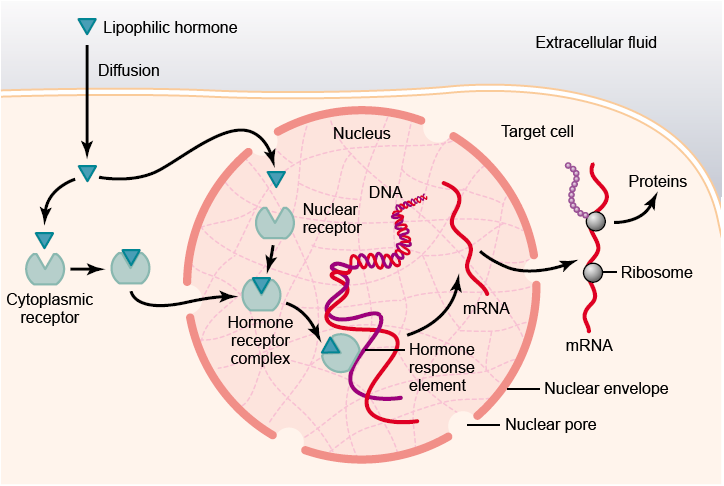 Lipophilic hormone
Extracellular fluid
Diffusion
Nucleus
Target cell
DNA
Proteins
Nuclear
receptor
Ribosome
Cytoplasmic
receptor
mRNA
Hormone
receptor
complex
Hormone
response
element
mRNA
Nuclear envelope
Nuclear pore